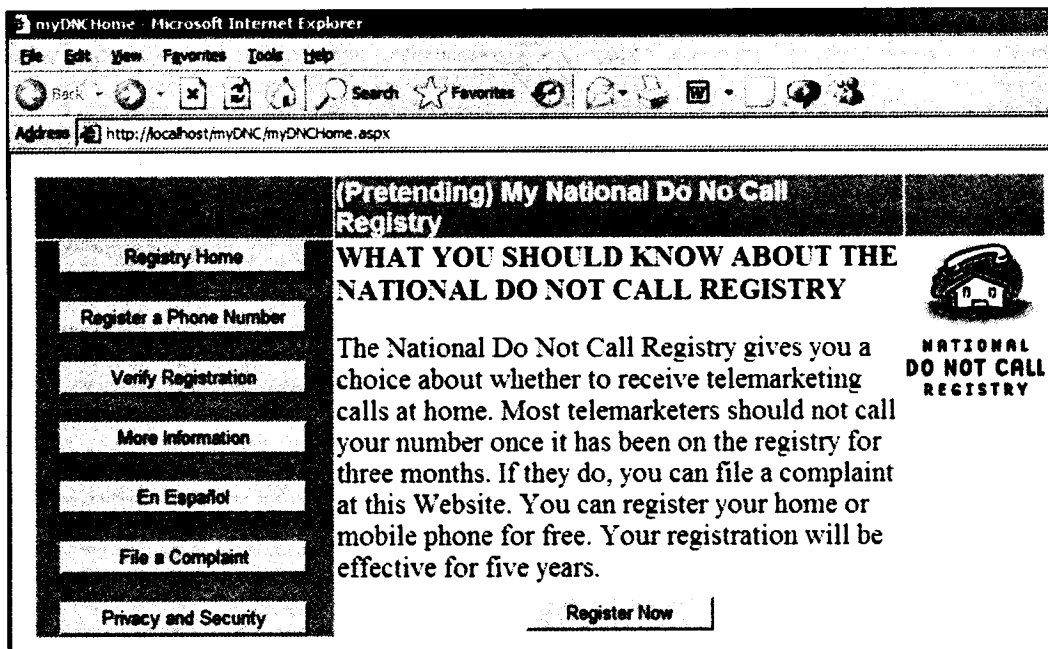 myDNCHome - Microsoft Internet Explorer
File Edit View Favorites Tools Help
Back Search Favorites
Address http://localhost/myDNC/myDNCHome.aspx
(Pretending) My National Do No Call
Registry
Registry Home
Register a Phone Number
Verify Registration
More Information
En Español
File a Complaint
Privacy and Security
WHAT YOU SHOULD KNOW ABOUT THE
NATIONAL DO NOT CALL REGISTRY
The National Do Not Call Registry gives you a
choice about whether to receive telemarketing
calls at home. Most telemarketers should not call
your number once it has been on the registry for
three months. If they do, you can file a complaint
at this Website. You can register your home or
mobile phone for free. Your registration will be
effective for five years.
Register Now
NATIONAL
DO NOT CALL
REGISTRY